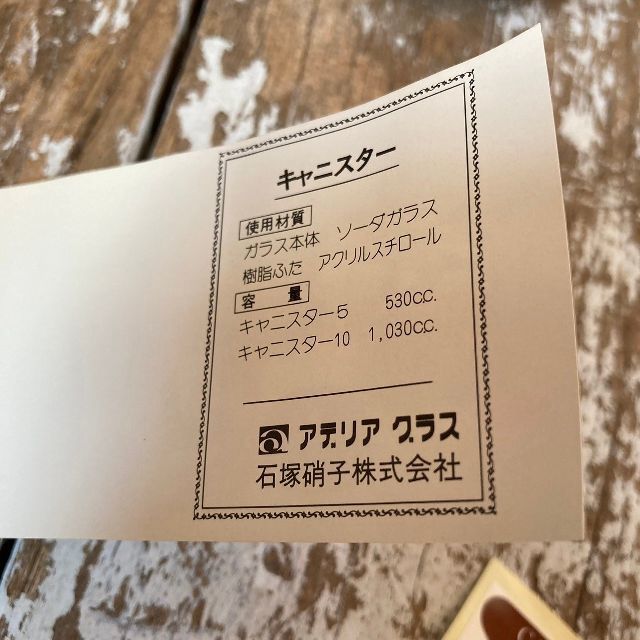 キャニスター
使用材質
ガラス本体 ソーダガラス
樹脂ふた アクリルスチロール
容量
キャニスター5 530cc.
キャニスター10 1,030cc.
アデリア グラス
石塚硝子株式会社